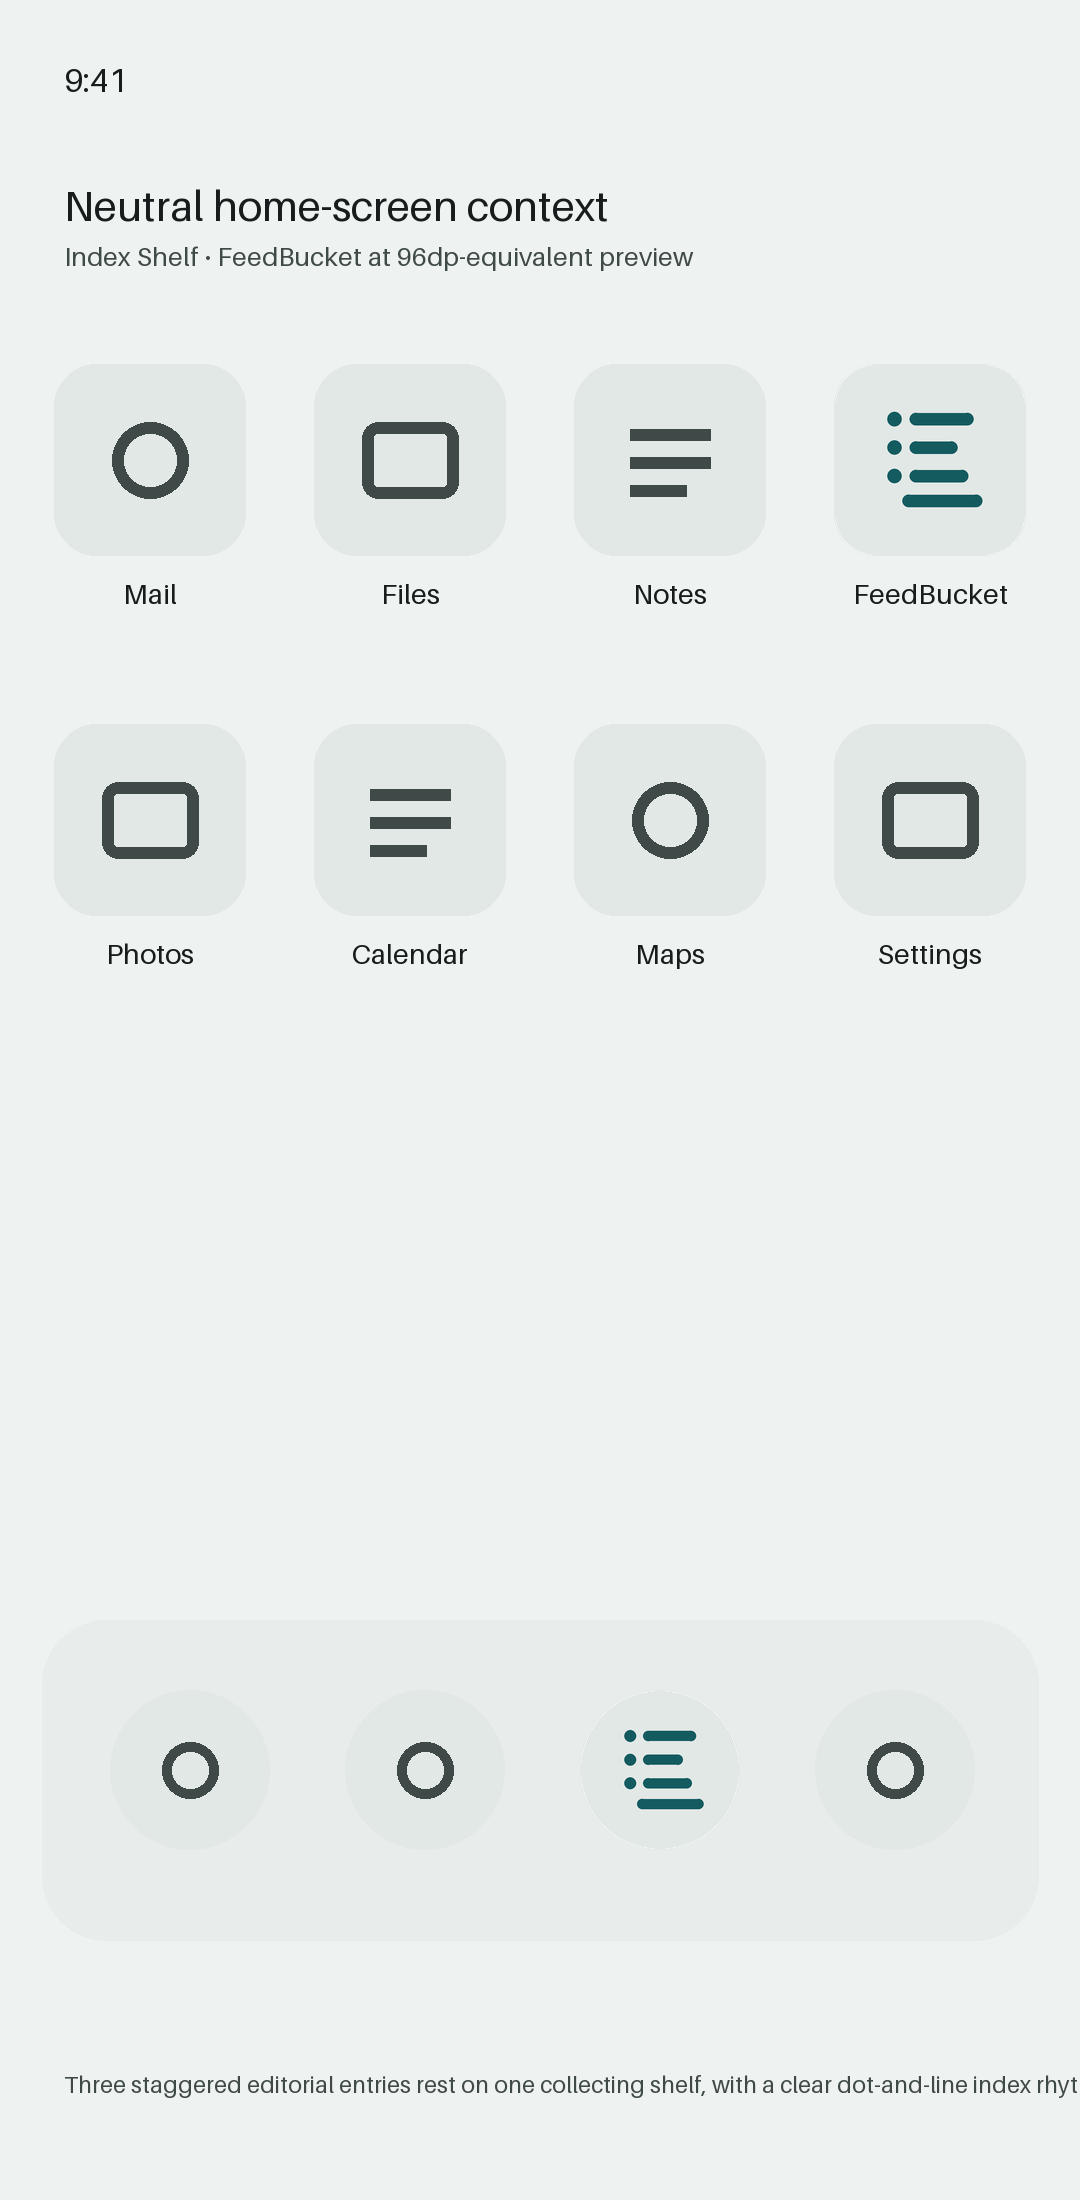 9:41
Neutral home-screen context
Index Shelf · FeedBucket at 96dp-equivalent preview
Mail Files Notes FeedBucket
Photos Calendar Maps Settings
Three staggered editorial entries rest on one collecting shelf, with a clear dot-and-line index rhyt